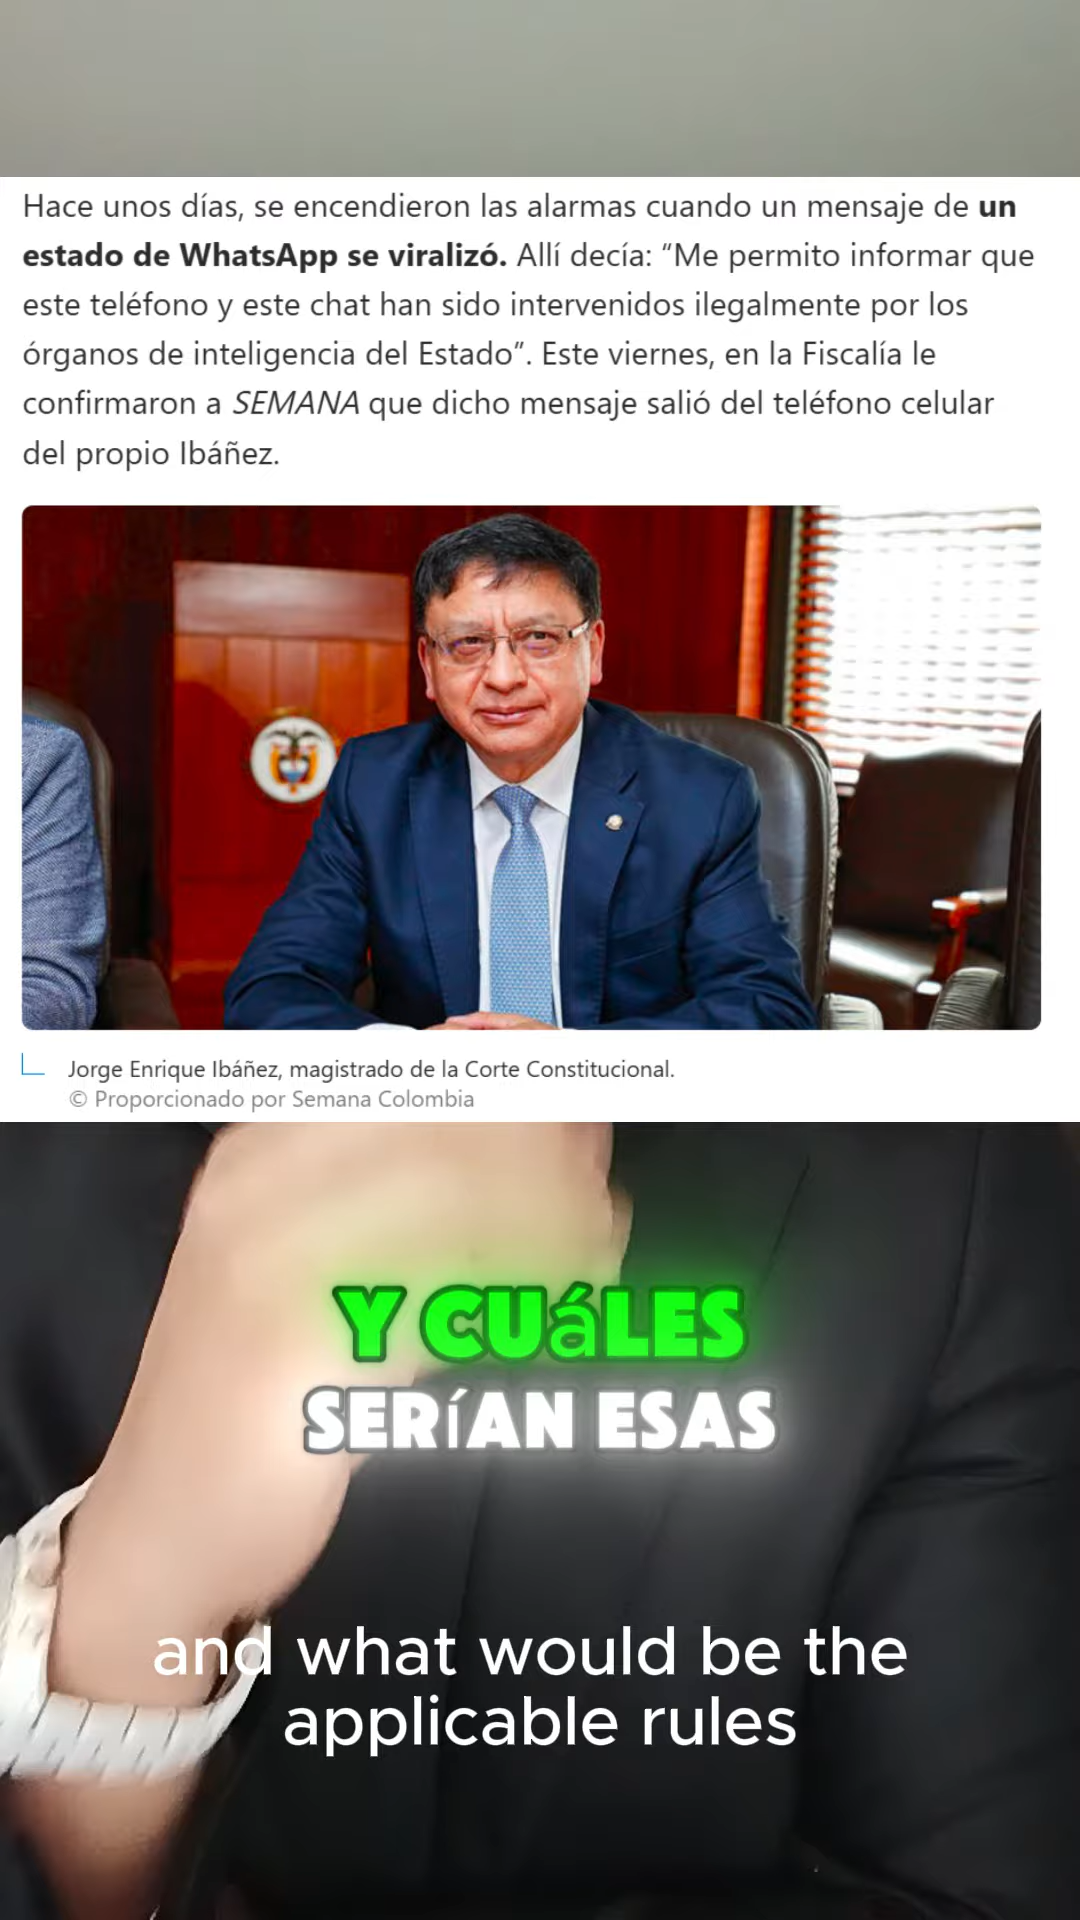 Hace unos días, se encendieron las alarmas cuando un mensaje de un
estado de WhatsApp se viralizó. Allí decía: “Me permito informar que
este teléfono y este chat han sido intervenidos ilegalmente por los
órganos de inteligencia del Estado”. Este viernes, en la Fiscalía le
confirmaron a SEMANA que dicho mensaje salió del teléfono celular
del propio Ibáñez.
Jorge Enrique Ibáñez, magistrado de la Corte Constitucional.
© Proporcionado por Semana Colombia
Y CUáLES
SERíAN ESAS
and what would be the
applicable rules